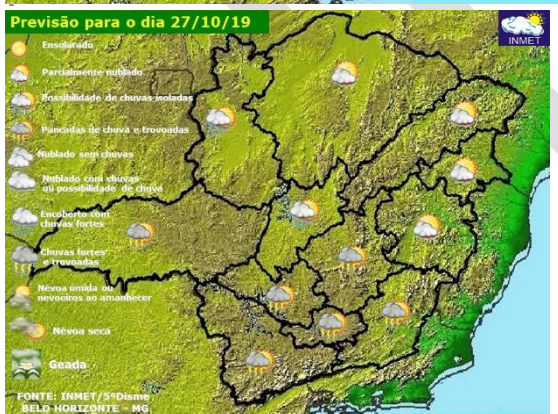 Previsão para o dia 27/10/19
INMET
Ensolarado
Parcialmente nublado
Possibilidade de chuvas isoladas
Pancadas de chuva e trovoadas
Nublado sem chuvas
Nublado com chuvas
ou possibilidade de chuva
Encoberto com
chuvas fortes
Chuvas fortes
e trovoadas
Névoa úmida ou
nevoeiros ao amanhecer
Névoa seca
Geada
FONTE: INMET/5ºDisme
BELO HORIZONTE - MG